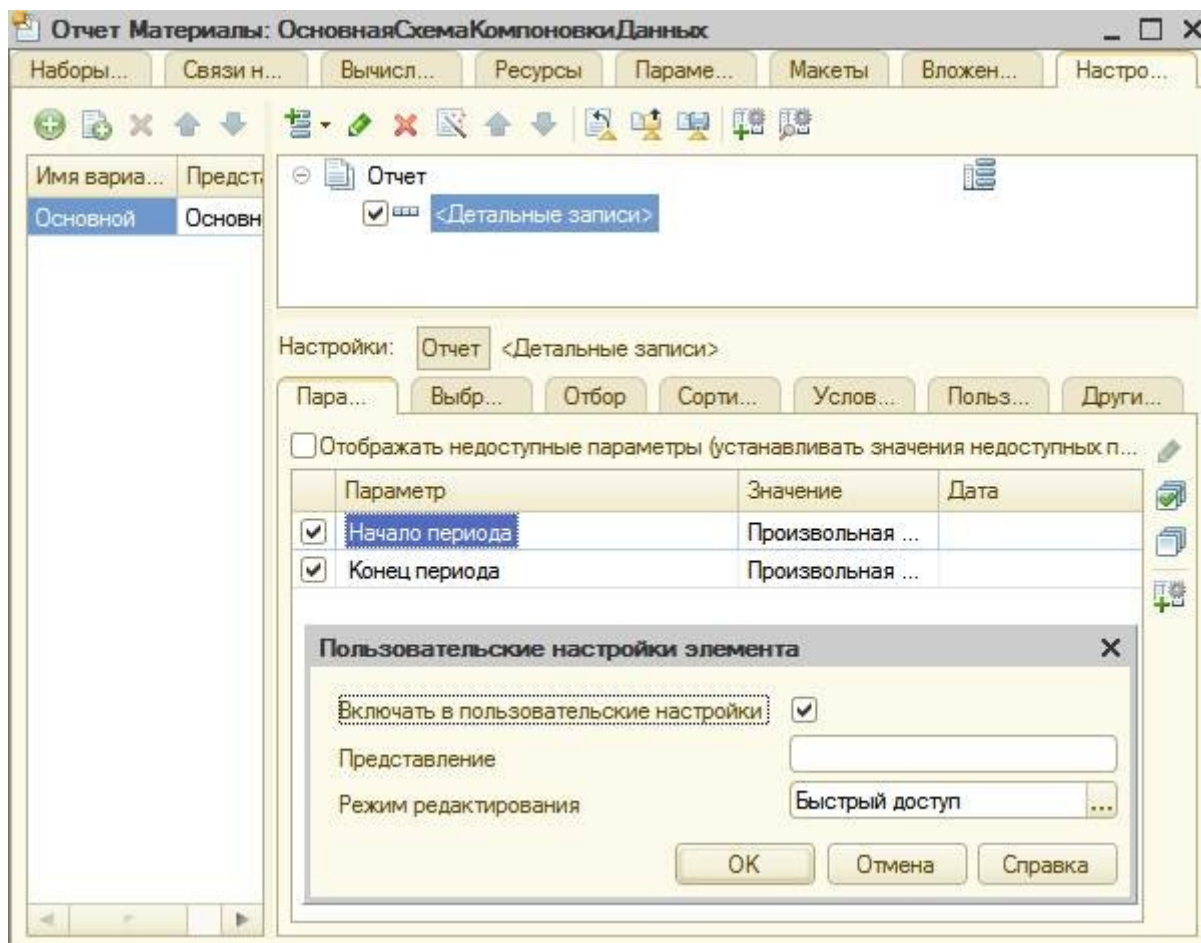 Отчет Материалы: ОсновнаяСхемаКомпоновкиДанных
Наборы... Связи н... Вычисл... Ресурсы Параме... Макеты Вложен... Настро...
Имя вариа... Предст
Основной Основн
Отчет
<Детальные записи>
Настройки: Отчет <Детальные записи>
Пара... Выбр... Отбор Сорти... Услов... Польз... Други...
Отображать недоступные параметры (устанавливать значения недоступных п...
Параметр Значение Дата
Начало периода Произвольная ...
Конец периода Произвольная ...
Пользовательские настройки элемента
Включать в пользовательские настройки
Представление
Режим редактирования Быстрый доступ ...
OK Отмена Справка